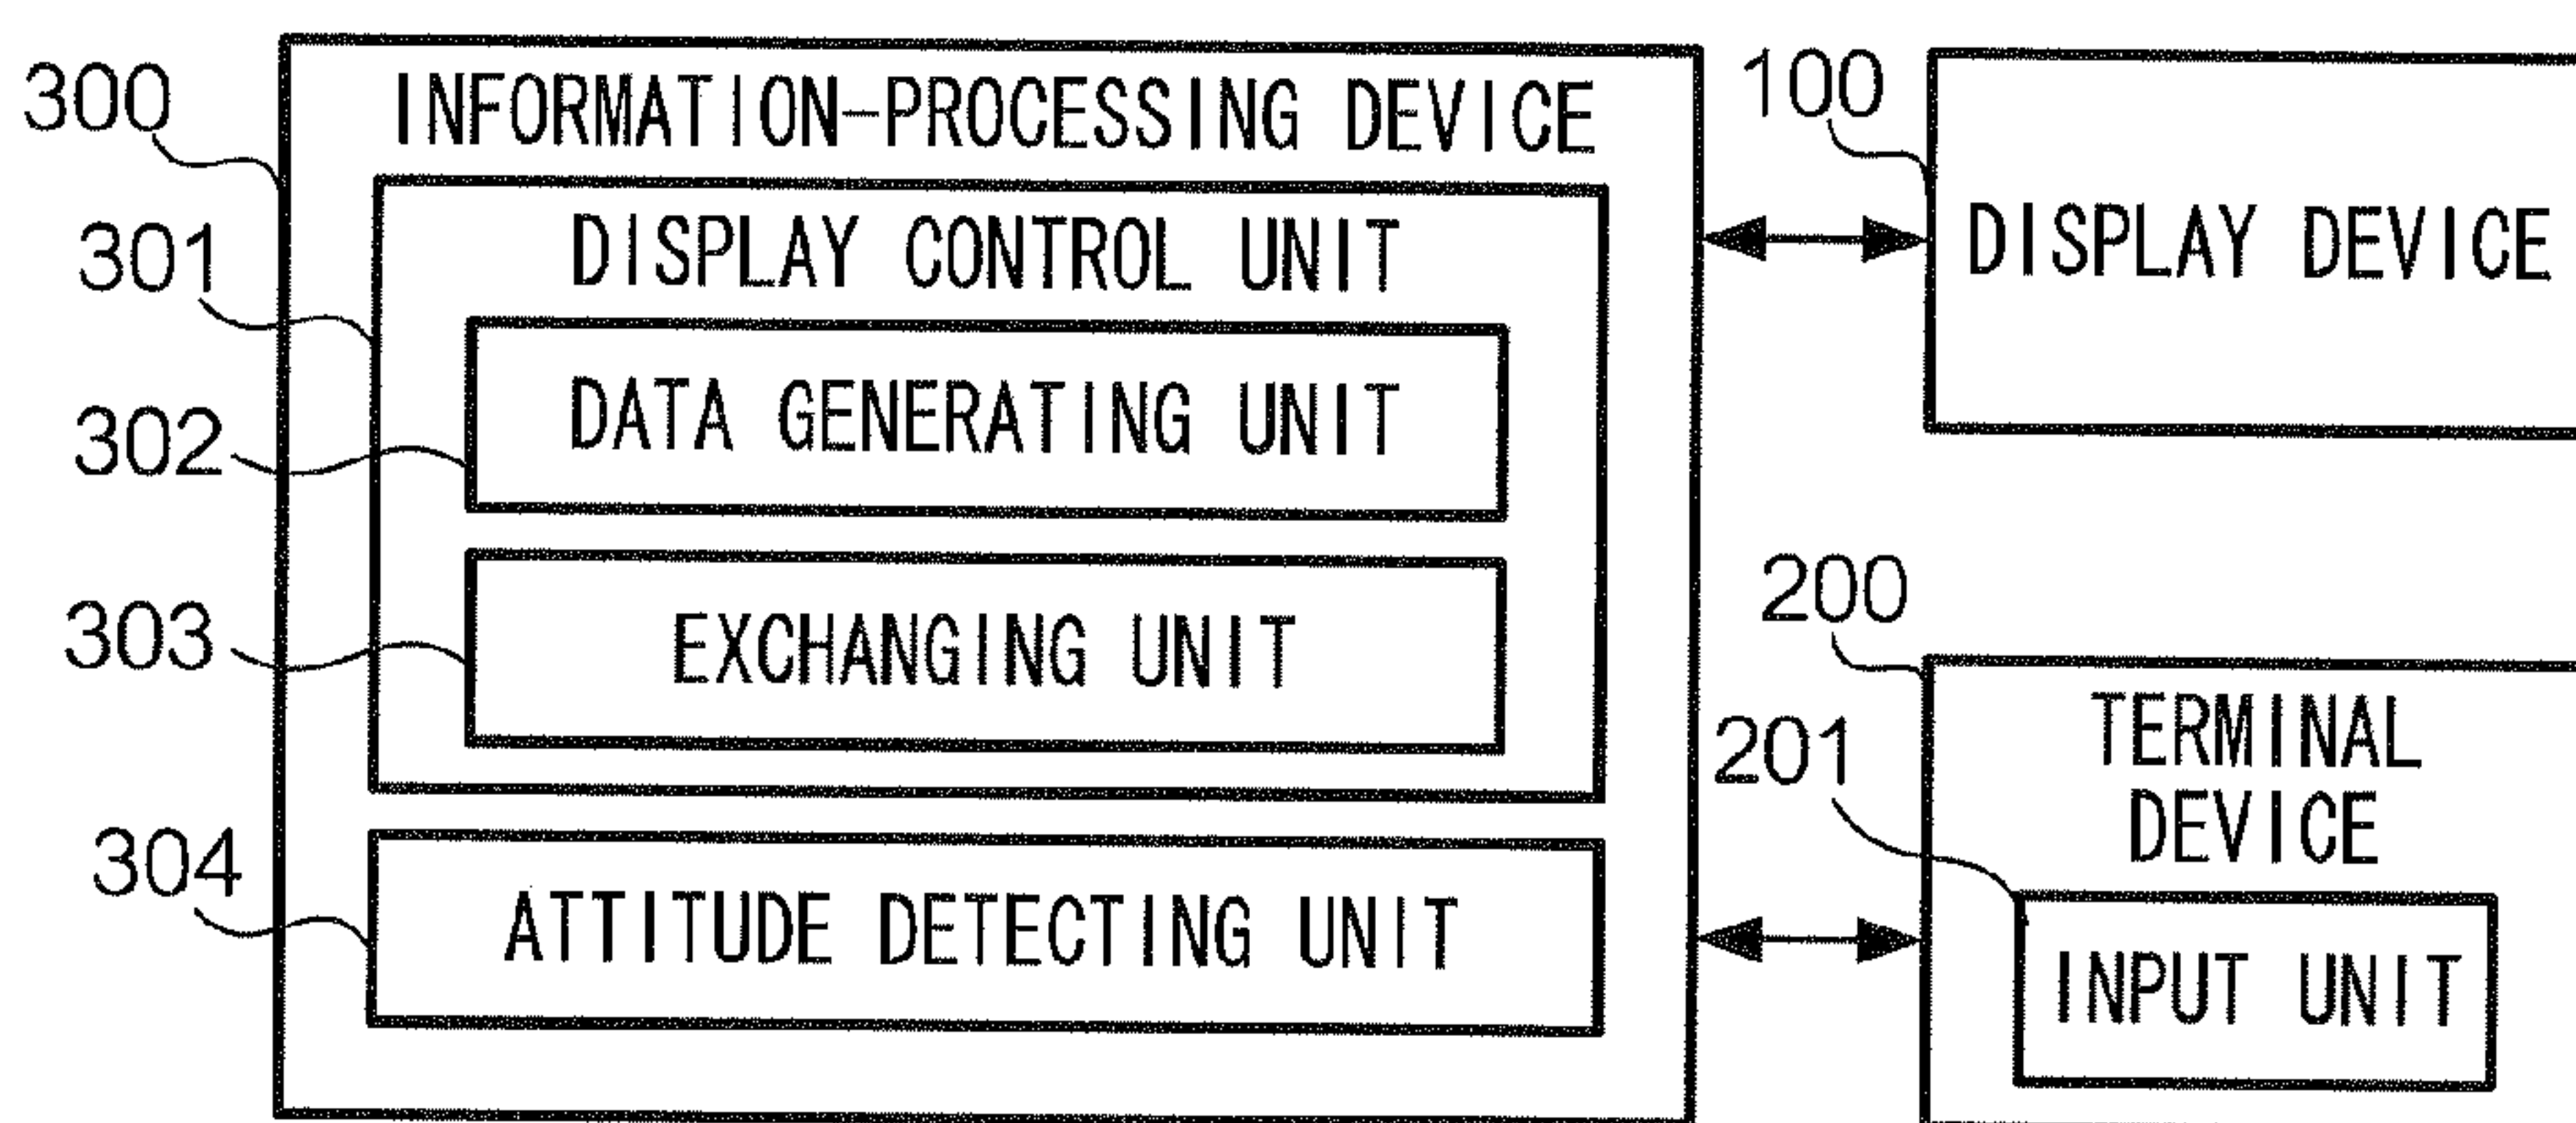 300
INFORMATION-PROCESSING DEVICE
301
DISPLAY CONTROL UNIT
302
DATA GENERATING UNIT
303
EXCHANGING UNIT
304
ATTITUDE DETECTING UNIT
100
DISPLAY DEVICE
200
TERMINAL
DEVICE
201
INPUT UNIT